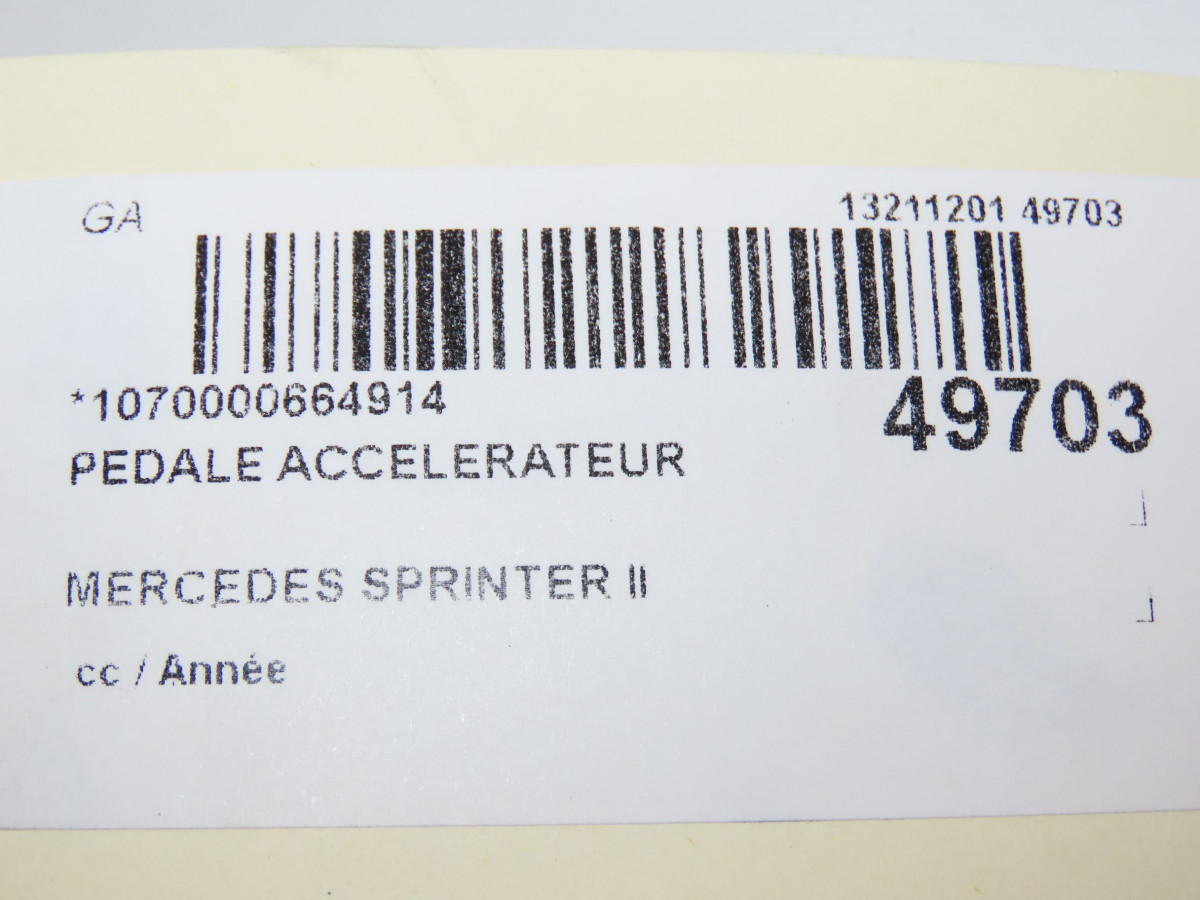 GA
13211201 49703
*1070000664914
49703
PEDALE ACCELERATEUR
MERCEDES SPRINTER II
cc / Année